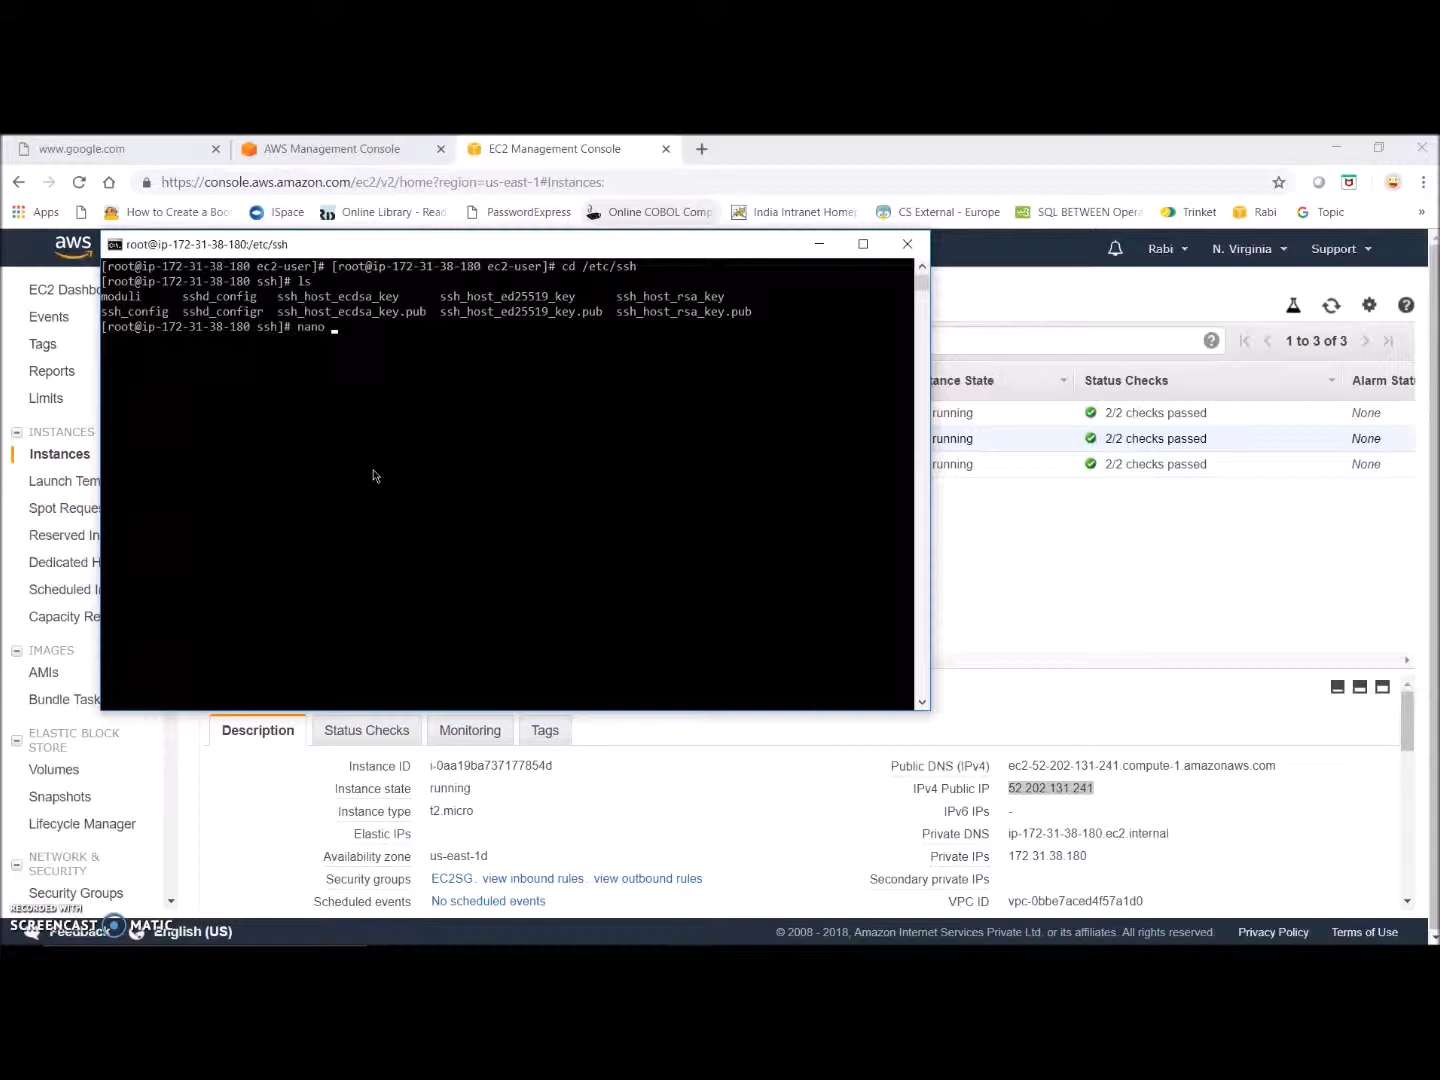 www.google.com
AWS Management Console
EC2 Management Console
https://console.aws.amazon.com/ec2/v2/home?region=us-east-1#Instances:
Apps
How to Create a Boo
ISpace
Online Library - Read
PasswordExpress
Online COBOL Comp
India Intranet Home
CS External - Europe
SQL BETWEEN Opera
Trinket
Rabi
Topic
»
aws
Rabi
N. Virginia
Support
root@ip-172-31-38-180:/etc/ssh
[root@ip-172-31-38-180 ec2-user]# [root@ip-172-31-38-180 ec2-user]# cd /etc/ssh
[root@ip-172-31-38-180 ssh]# ls
moduli sshd_config ssh_host_ecdsa_key ssh_host_ed25519_key ssh_host_rsa_key
ssh_config sshd_configr ssh_host_ecdsa_key.pub ssh_host_ed25519_key.pub ssh_host_rsa_key.pub
[root@ip-172-31-38-180 ssh]# nano _
EC2 Dashbo
Events
Tags
Reports
Limits
INSTANCES
Instances
Launch Tem
Spot Reque
Reserved In
Dedicated H
Scheduled In
Capacity Re
IMAGES
AMIs
Bundle Task
ELASTIC BLOCK
STORE
Volumes
Snapshots
Lifecycle Manager
NETWORK &
SECURITY
Security Groups
1 to 3 of 3
tance State Status Checks Alarm Stat
running 2/2 checks passed None
running 2/2 checks passed None
running 2/2 checks passed None
Description Status Checks Monitoring Tags
Instance ID i-0aa19ba737177854d
Instance state running
Instance type t2.micro
Elastic IPs
Availability zone us-east-1d
Security groups EC2SG. view inbound rules. view outbound rules
Scheduled events No scheduled events
Public DNS (IPv4) ec2-52-202-131-241.compute-1.amazonaws.com
IPv4 Public IP 52.202.131.241
IPv6 IPs -
Private DNS ip-172-31-38-180.ec2.internal
Private IPs 172.31.38.180
Secondary private IPs
VPC ID vpc-0bbe7aced4f57a1d0
RECORDED WITH
SCREENCAST MATIC
Feedback English (US)
© 2008 - 2018, Amazon Internet Services Private Ltd. or its affiliates. All rights reserved. Privacy Policy Terms of Use